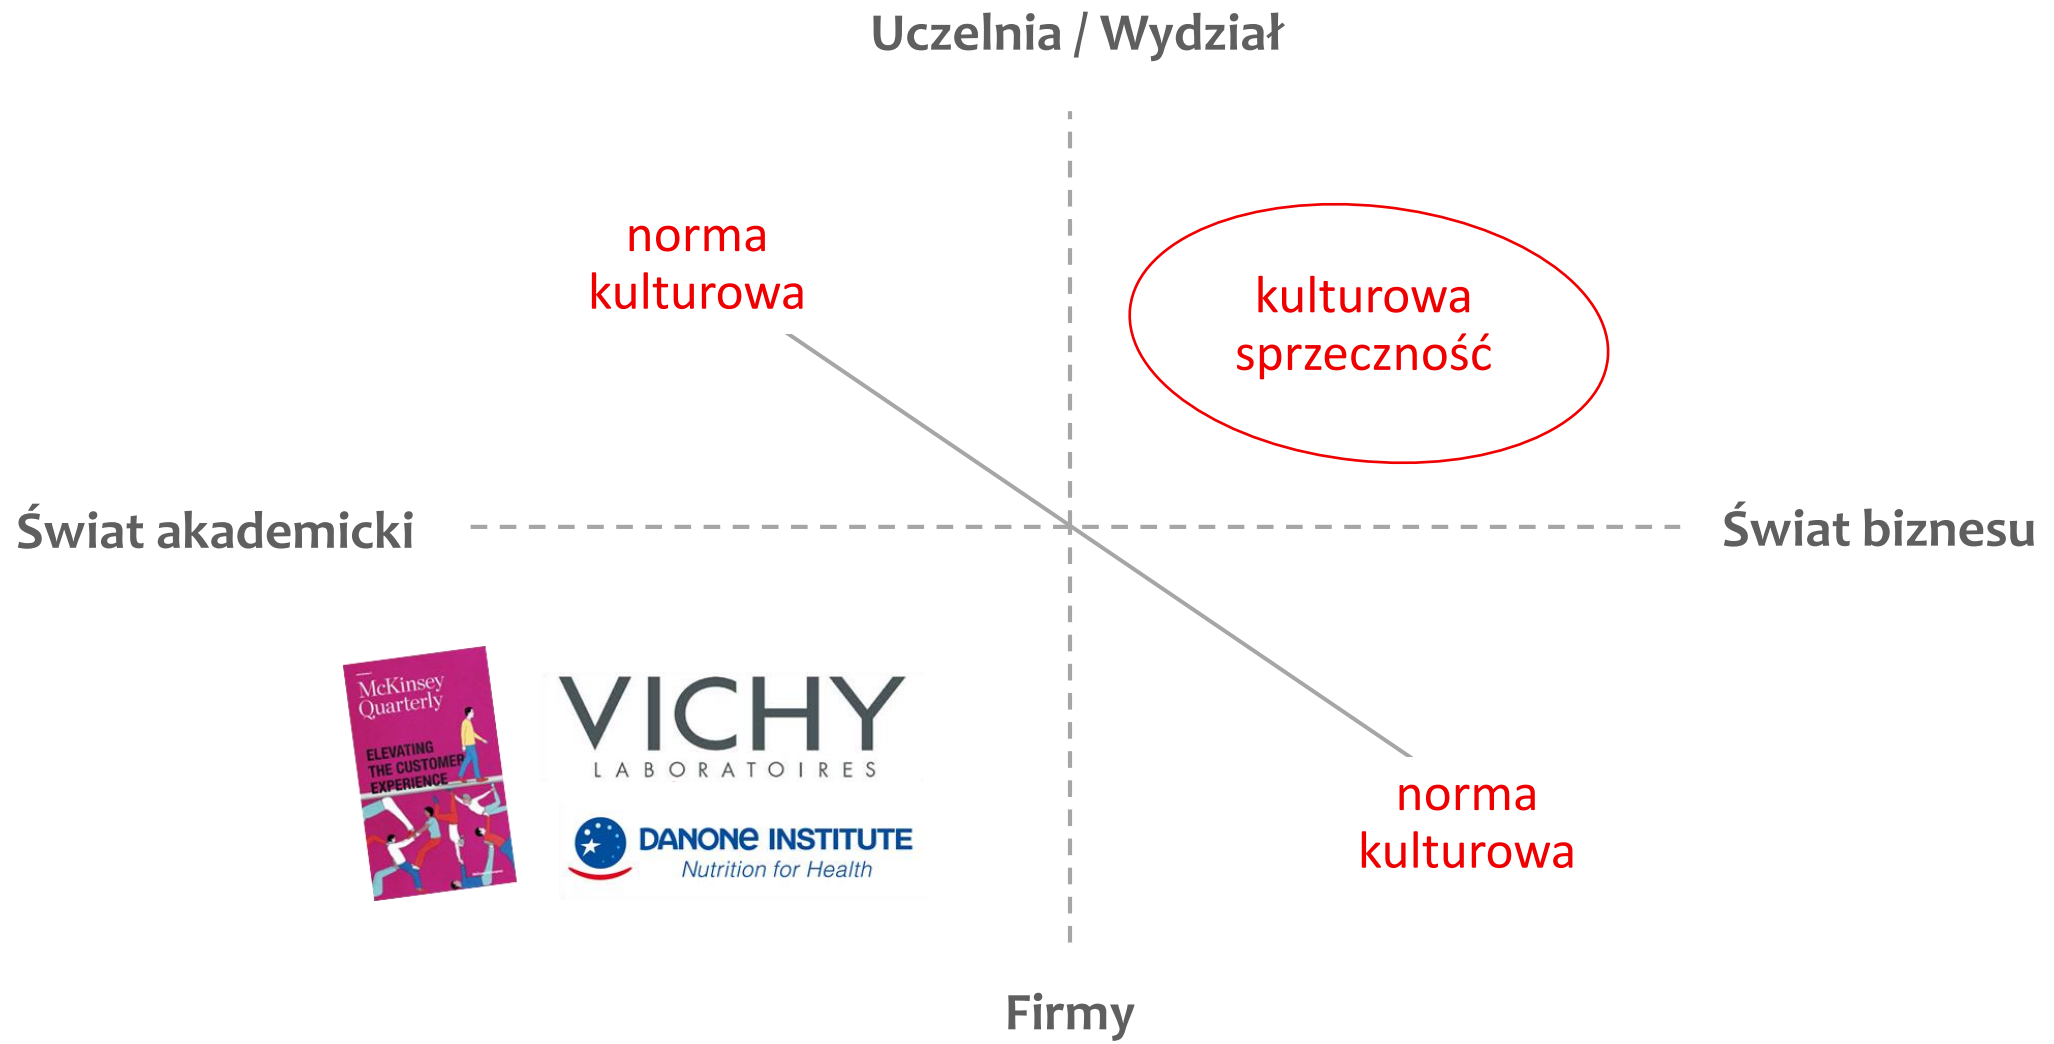 Uczelnia / Wydział
norma
kulturowa
kulturowa
sprzeczność
Świat akademicki
Świat biznesu
McKinsey
Quarterly
ELEVATING
THE CUSTOMER
EXPERIENCE
VICHY
LABORATOIRES
DANONE INSTITUTE
Nutrition for Health
norma
kulturowa
Firmy